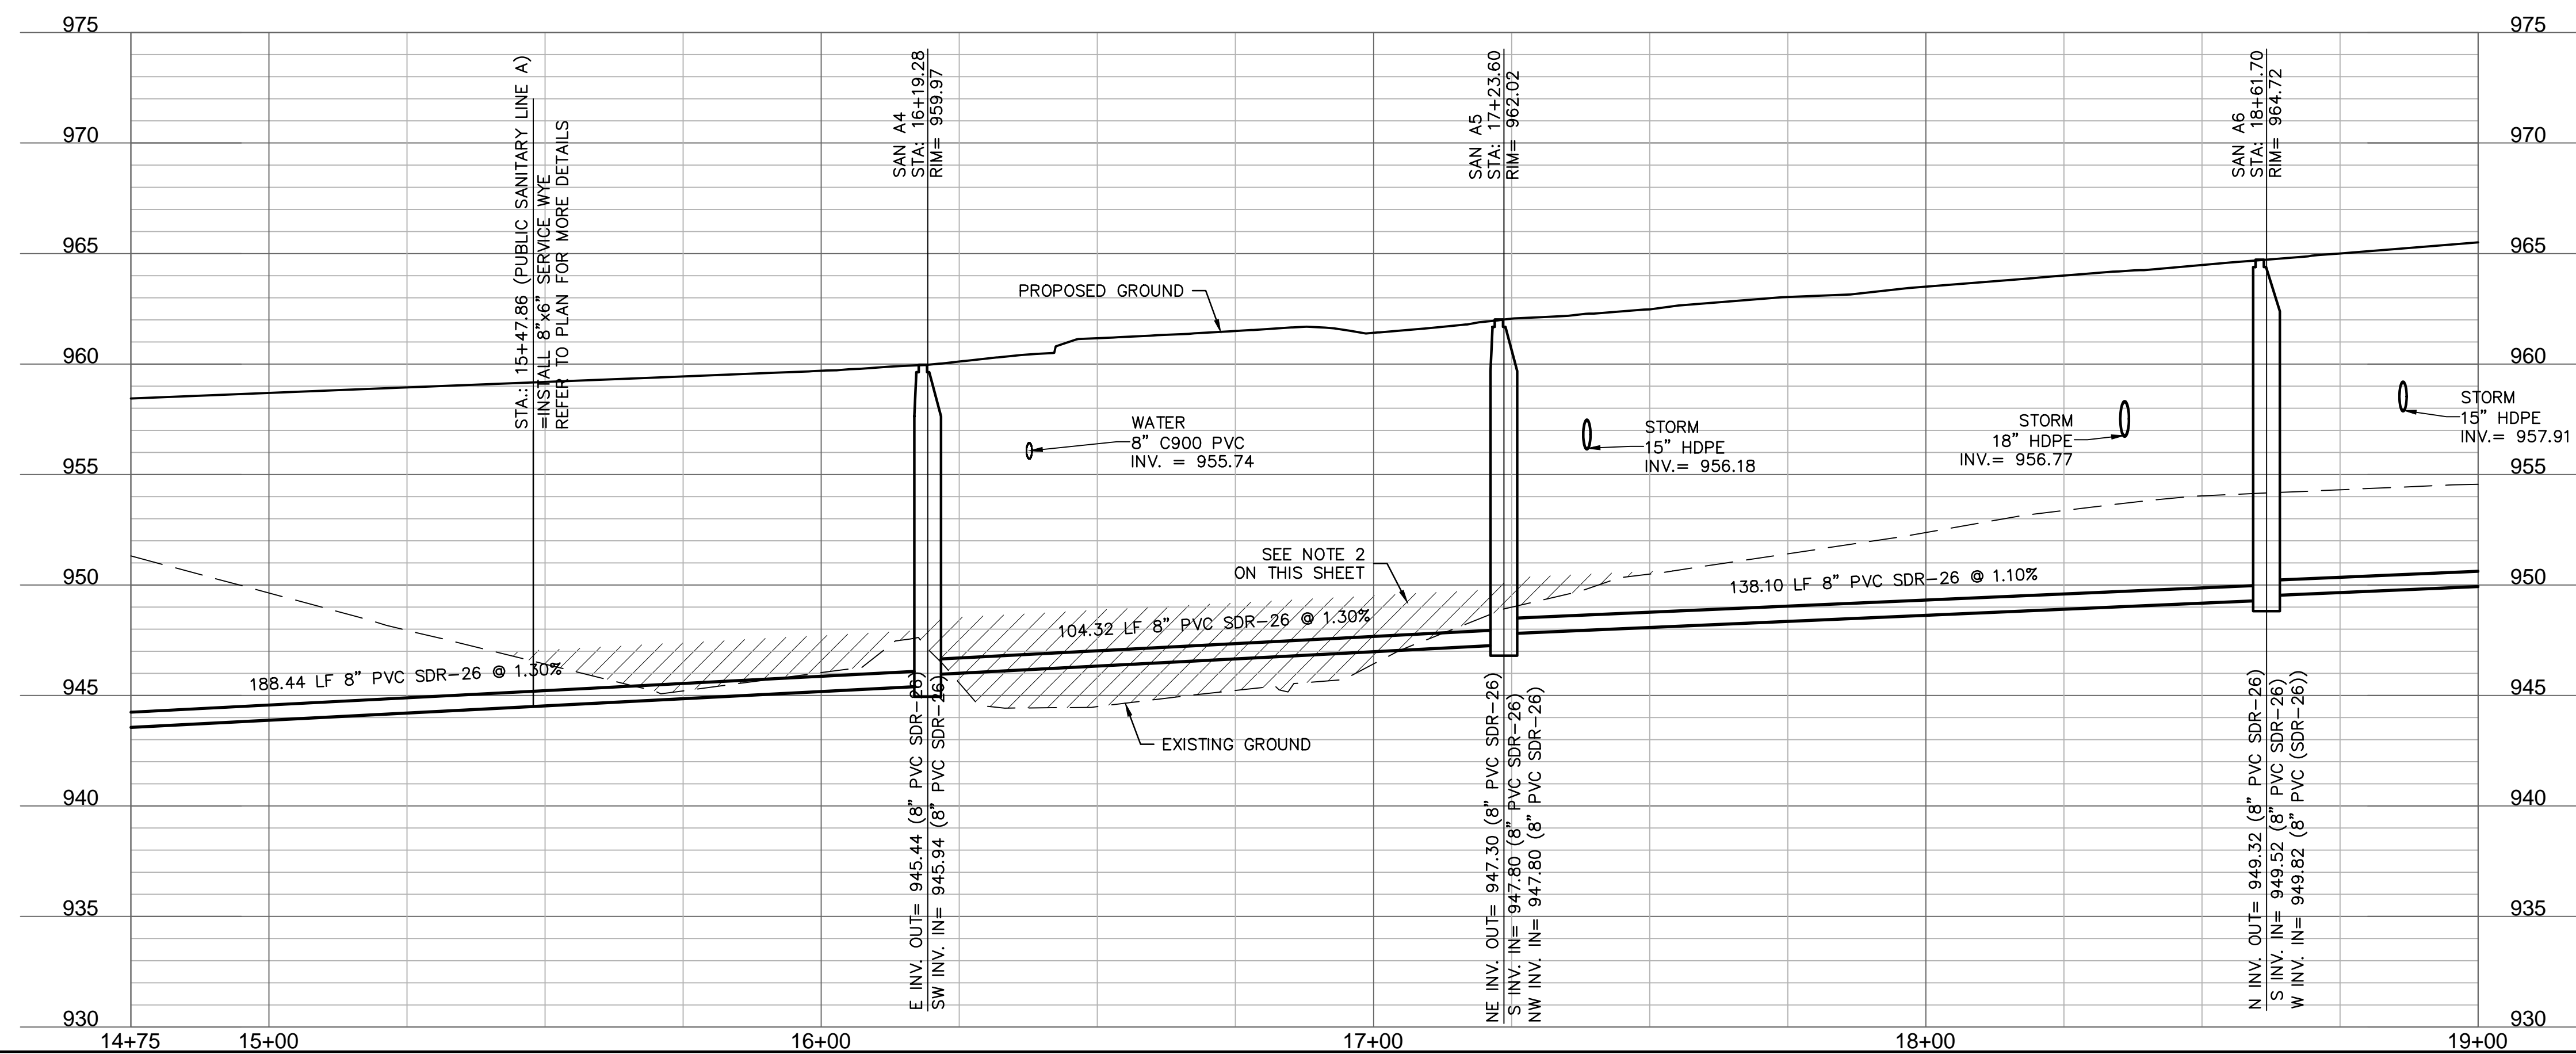 975
970
965
960
955
950
945
940
935
930
STA.: 15+47.86 (PUBLIC SANITARY LINE A)
=INSTALL 8"x6" SERVICE WYE
REFER TO PLAN FOR MORE DETAILS
SAN A4
STA: 16+19.28
RIM= 959.97
SAN A5
STA: 17+23.60
RIM= 962.02
SAN A6
STA: 18+61.70
RIM= 964.72
PROPOSED GROUND
WATER
8" C900 PVC
INV. = 955.74
STORM
15" HDPE
INV.= 956.18
STORM
18" HDPE
INV.= 956.77
STORM
15" HDPE
INV.= 957.91
SEE NOTE 2
ON THIS SHEET
188.44 LF 8" PVC SDR-26 @ 1.30%
104.32 LF 8" PVC SDR-26 @ 1.30%
138.10 LF 8" PVC SDR-26 @ 1.10%
EXISTING GROUND
E INV. OUT= 945.44 (8" PVC SDR-26)
SW INV. IN= 945.94 (8" PVC SDR-26)
NE INV. OUT= 947.30 (8" PVC SDR-26)
S INV. IN= 947.80 (8" PVC SDR-26)
NW INV. IN= 947.80 (8" PVC SDR-26)
N INV. OUT= 949.32 (8" PVC SDR-26)
S INV. IN= 949.52 (8" PVC SDR-26)
W INV. IN= 949.82 (8" PVC (SDR-26))
975
970
965
960
955
950
945
940
935
930
14+75
15+00
16+00
17+00
18+00
19+00